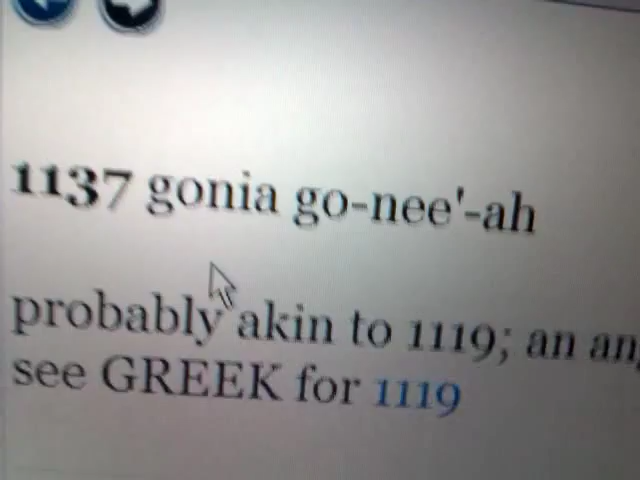 1137 gonia go-nee'-ah
probably akin to 1119; an
see GREEK for 1119